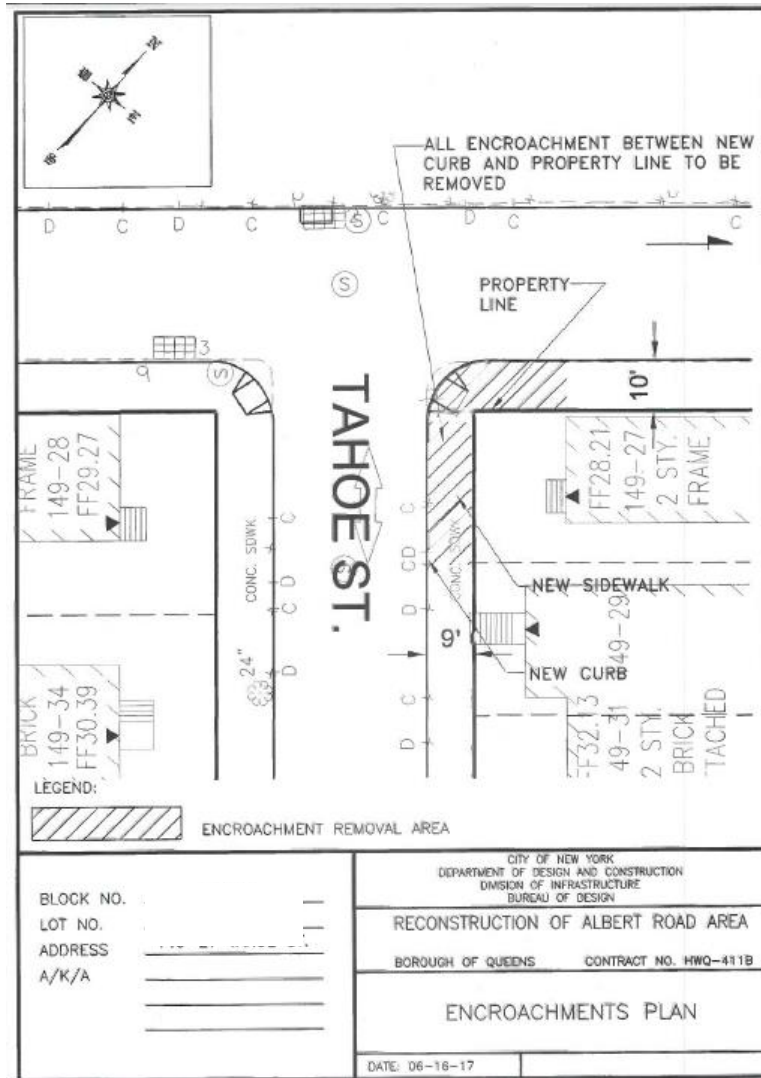 N
ALL ENCROACHMENT BETWEEN NEW
CURB AND PROPERTY LINE TO BE
REMOVED
D C D C C S C D C C
S
PROPERTY
LINE
3
9
S
10'
TAHOE ST.
FRAME
149-28
FF29.27
FF28.21
149-27
2 STY.
FRAME
CONC. SDWK.
C
D
C
D
24"
C
CD
D
C
D
CONC. SDWK
NEW SIDEWALK
9'
NEW CURB
149-29
BRICK
149-34
FF30.39
FF32.13
49-31
2 STY.
BRICK
TACHED
LEGEND:
ENCROACHMENT REMOVAL AREA
BLOCK NO.
LOT NO.
ADDRESS
A/K/A
CITY OF NEW YORK
DEPARTMENT OF DESIGN AND CONSTRUCTION
DIVISION OF INFRASTRUCTURE
BUREAU OF DESIGN
RECONSTRUCTION OF ALBERT ROAD AREA
BOROUGH OF QUEENS CONTRACT NO. HWQ-411B
ENCROACHMENTS PLAN
DATE: 06-16-17